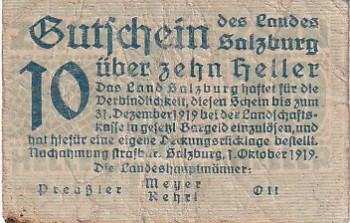 Gutschein des Landes Salzburg
10 über zehn Heller
Das Land Salzburg haftet für die
Verbindlichkeit, diesen Schein bis zum
31. Dezember 1919 bei der Landschafts-
kasse in gesetzl Bargeld einzulösen, und
hat hiefür eine eigene Deckungsrücklage bestellt.
Nachahmung strafbar. Salzburg, 1. Oktober 1919.
Die Landeshauptmänner:
Preußler Meyer Ott
Rehrl